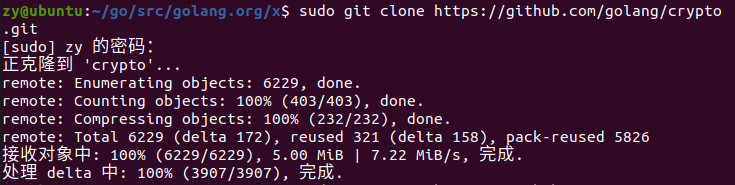 zy@ubuntu:~/go/src/golang.org/x$ sudo git clone https://github.com/golang/crypto
.git
[sudo] zy 的密码：
正克隆到 'crypto'...
remote: Enumerating objects: 6229, done.
remote: Counting objects: 100% (403/403), done.
remote: Compressing objects: 100% (232/232), done.
remote: Total 6229 (delta 172), reused 321 (delta 158), pack-reused 5826
接收对象中: 100% (6229/6229), 5.00 MiB | 7.22 MiB/s, 完成.
处理 delta 中: 100% (3907/3907), 完成.